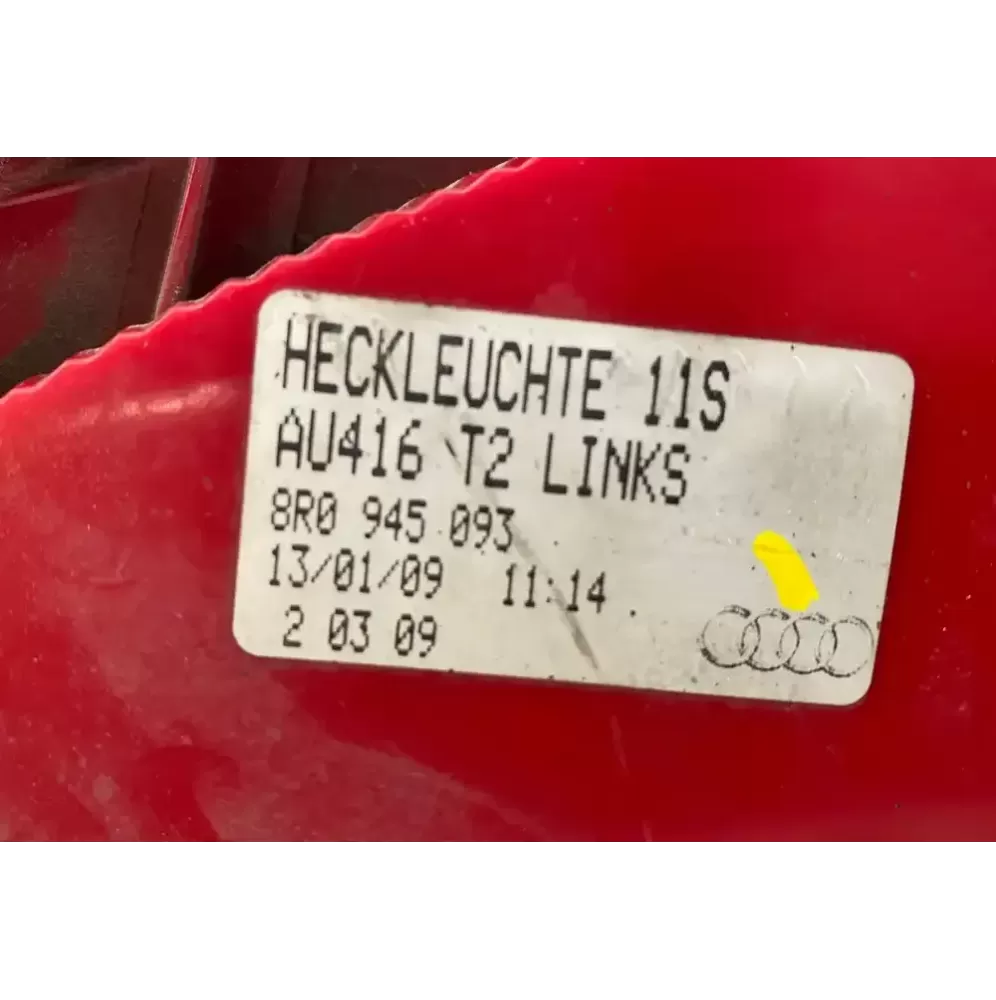 HECKLEUCHTE 11S
AU416 T2 LINKS
8R0 945 093
13/01/09 11:14
2 03 09